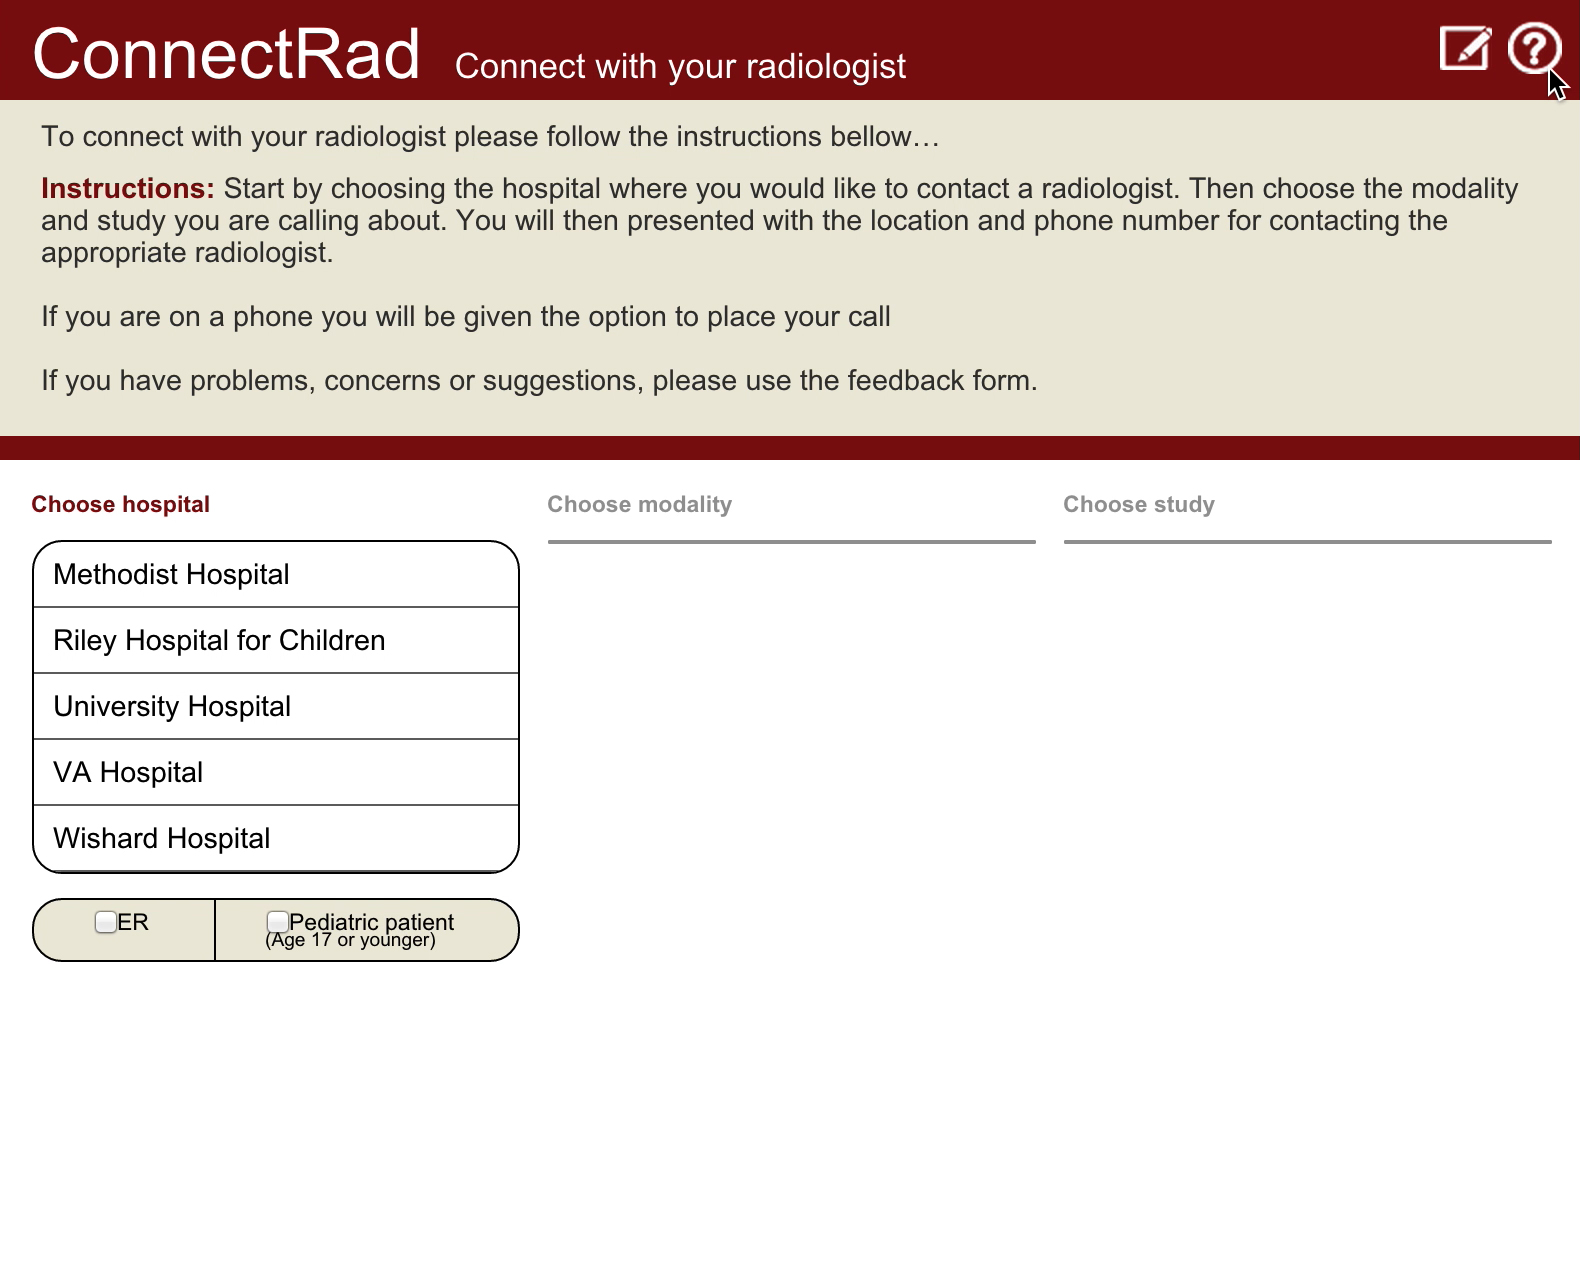 ConnectRad Connect with your radiologist
To connect with your radiologist please follow the instructions bellow…
Instructions: Start by choosing the hospital where you would like to contact a radiologist. Then choose the modality
and study you are calling about. You will then presented with the location and phone number for contacting the
appropriate radiologist.
If you are on a phone you will be given the option to place your call
If you have problems, concerns or suggestions, please use the feedback form.
Choose hospital
Methodist Hospital
Riley Hospital for Children
University Hospital
VA Hospital
Wishard Hospital
ER
Pediatric patient
(Age 17 or younger)
Choose modality
Choose study